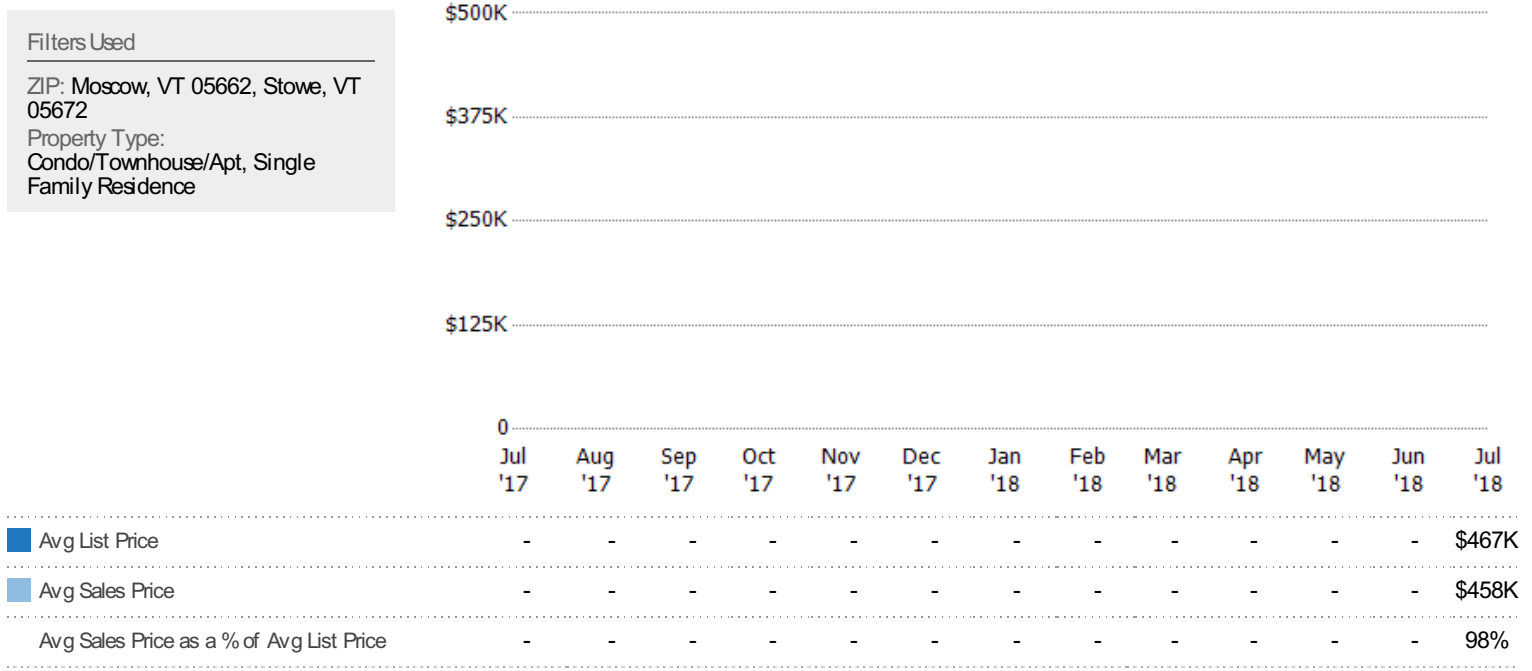 Filters Used
ZIP: Moscow, VT 05662, Stowe, VT
05672
Property Type:
Condo/Townhouse/Apt, Single
Family Residence
$500K
$375K
$250K
$125K
0
Jul Aug Sep Oct Nov Dec Jan Feb Mar Apr May Jun Jul
'17 '17 '17 '17 '17 '17 '18 '18 '18 '18 '18 '18 '18
Avg List Price - - - - - - - - - - - - $467K
Avg Sales Price - - - - - - - - - - - - $458K
Avg Sales Price as a % of Avg List Price - - - - - - - - - - - - 98%